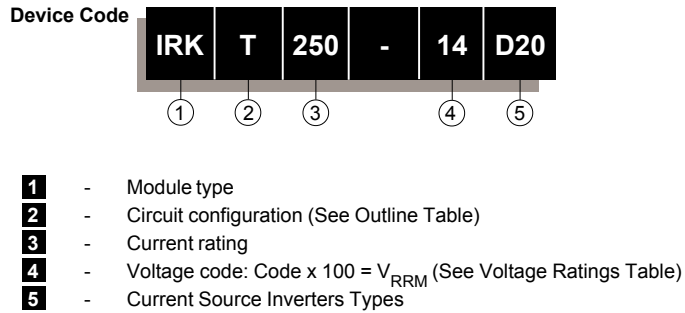 Device Code
IRK T 250 - 14 D20
1 2 3 4 5
1 - Module type
2 - Circuit configuration (See Outline Table)
3 - Current rating
4 - Voltage code: Code x 100 = VRRM (See Voltage Ratings Table)
5 - Current Source Inverters Types